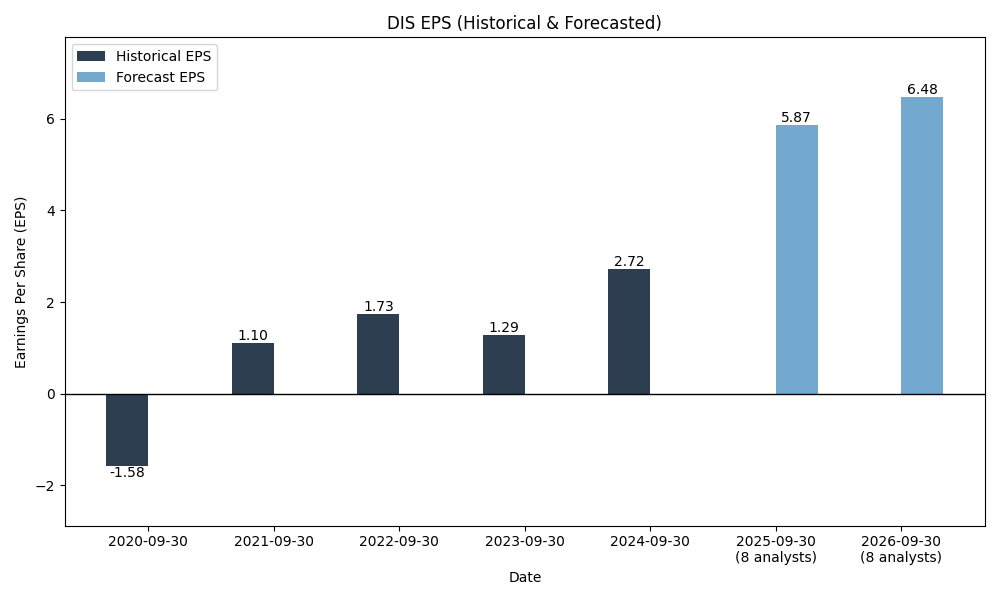 DIS EPS (Historical & Forecasted)
Historical EPS
Forecast EPS
Earnings Per Share (EPS)
6
4
2
0
−2
-1.58
1.10
1.73
1.29
2.72
5.87
6.48
2020-09-30
2021-09-30
2022-09-30
2023-09-30
2024-09-30
2025-09-30
(8 analysts)
2026-09-30
(8 analysts)
Date